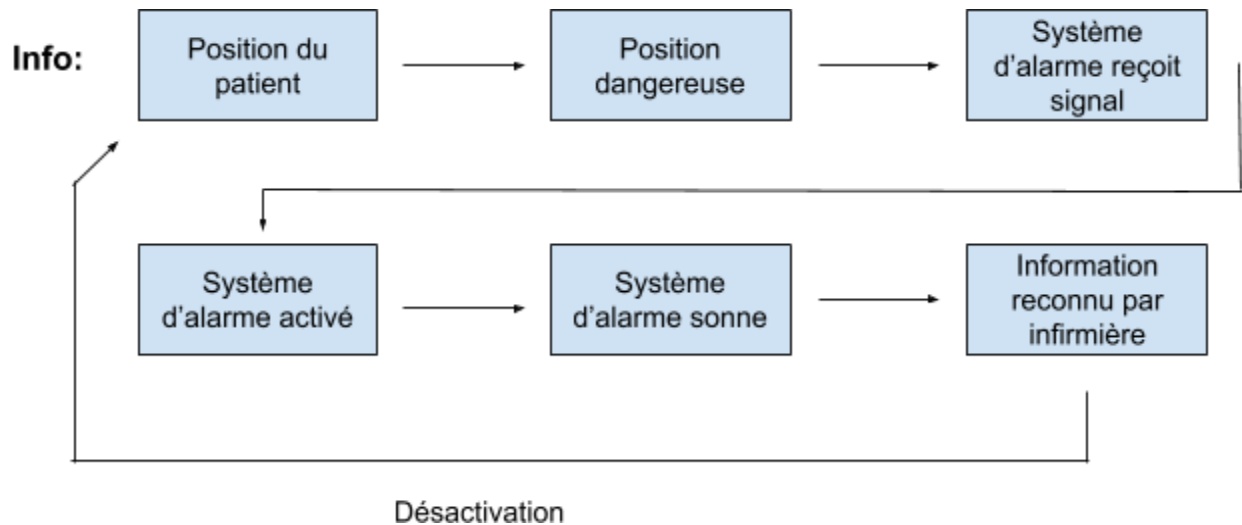 Info:
Position du
patient
Position
dangereuse
Système
d'alarme reçoit
signal
Système
d'alarme activé
Système
d'alarme sonne
Information
reconnu par
infirmière
Désactivation